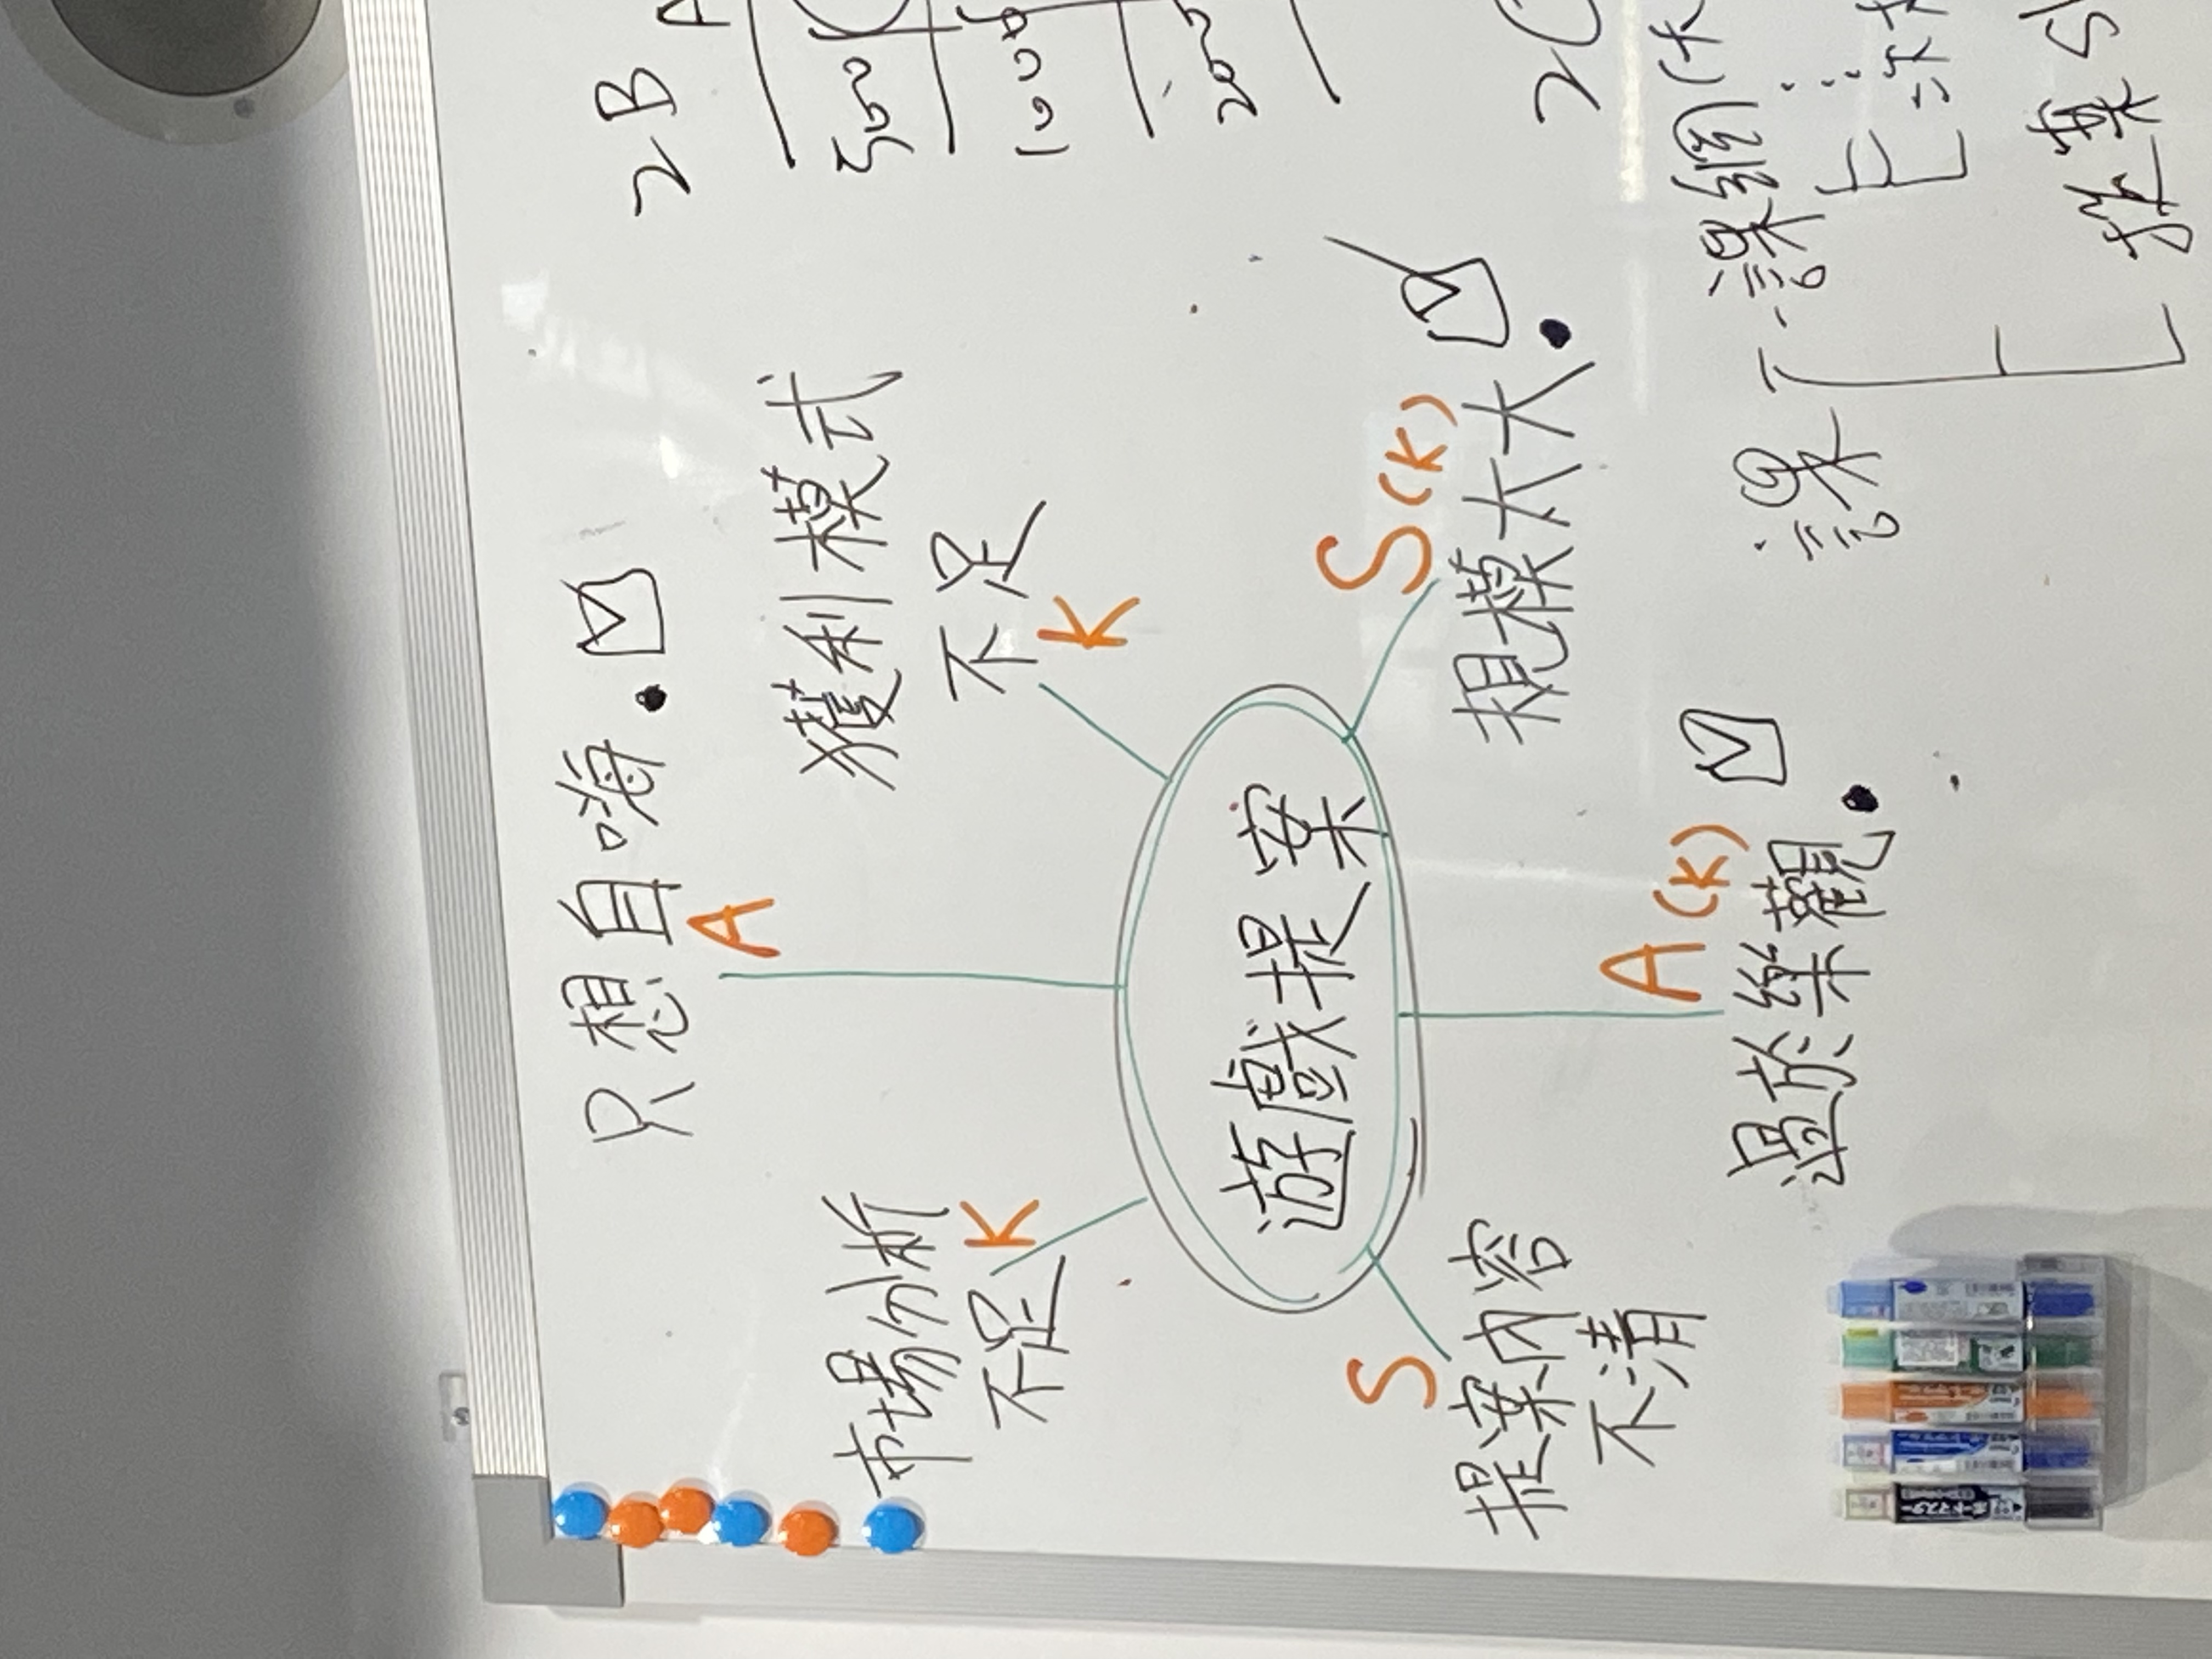 只想自嗨.
A
市場分析
不足 K
獲利模式
不足
K
遊戲提案
S
提案內容
不清
S(K)
規模太大.
A(K)
過於樂觀.
2B
A
500
1000
2000
課
課綱(大
提案